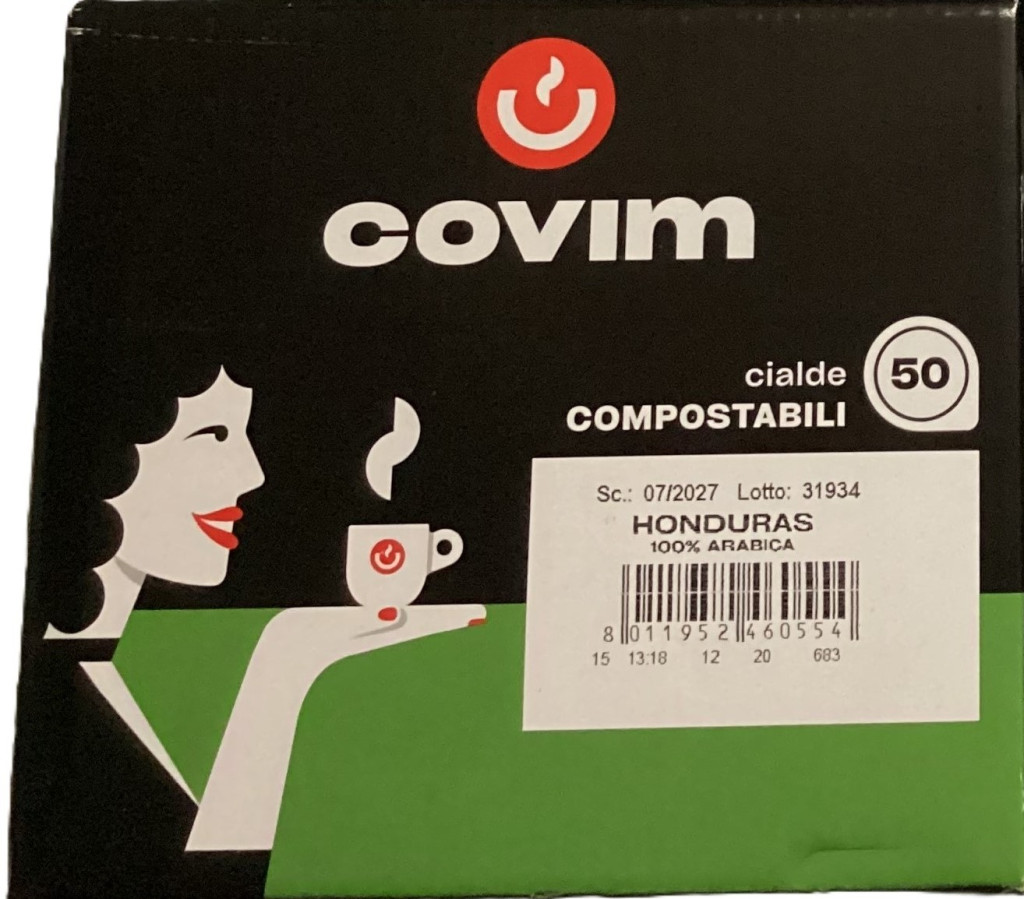 covim
cialde
COMPOSTABILI
50
Sc.: 07/2027 Lotto: 31934
HONDURAS
100% ARABICA
8 011952 460554
15 13:18 12 20 683